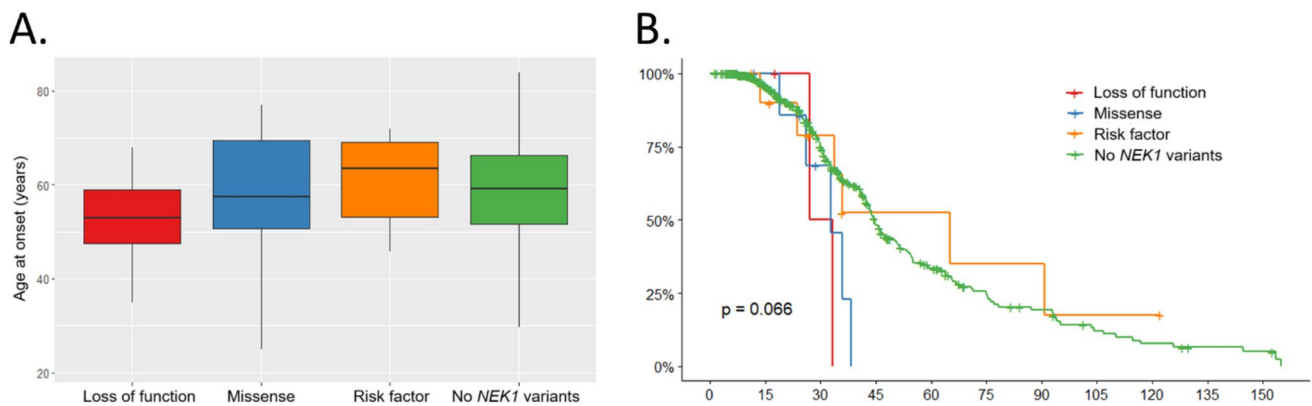 A.
Age at onset (years)
80
60
40
20
Loss of function
Missense
Risk factor
No NEK1 variants
B.
100%
75%
50%
25%
0%
Loss of function
Missense
Risk factor
No NEK1 variants
p = 0.066
0 15 30 45 60 75 90 105 120 135 150